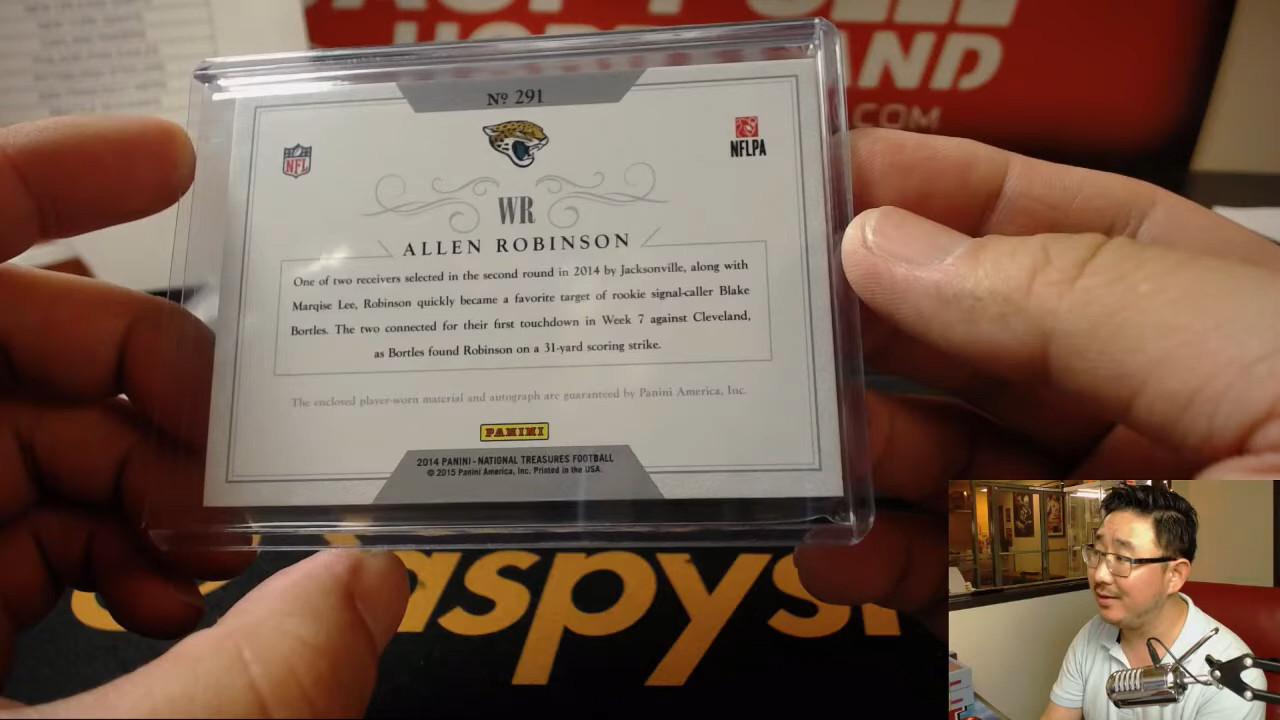 AND
.COM
Nº 291
NFL
NFLPA
WR
ALLEN ROBINSON
One of two receivers selected in the second round in 2014 by Jacksonville, along with
Marqise Lee, Robinson quickly became a favorite target of rookie signal-caller Blake
Bortles. The two connected for their first touchdown in Week 7 against Cleveland,
as Bortles found Robinson on a 31-yard scoring strike.
The enclosed player-worn material and autograph are guaranteed by Panini America, Inc.
PANINI
2014 PANINI - NATIONAL TREASURES FOOTBALL
© 2015 Panini America, Inc. Printed in the USA.
aspys